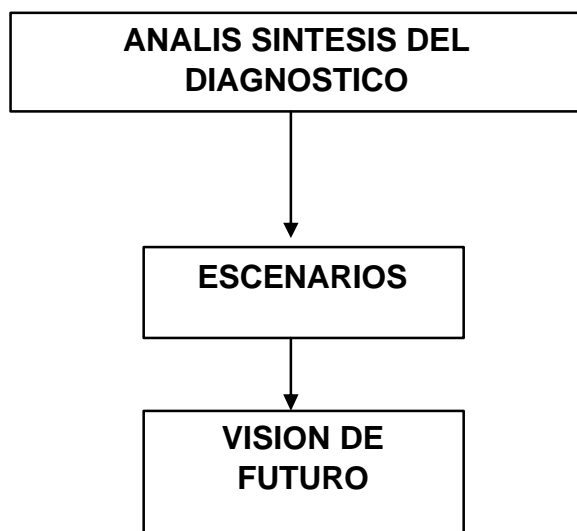 ANALIS SINTESIS DEL
DIAGNOSTICO
ESCENARIOS
VISION DE
FUTURO